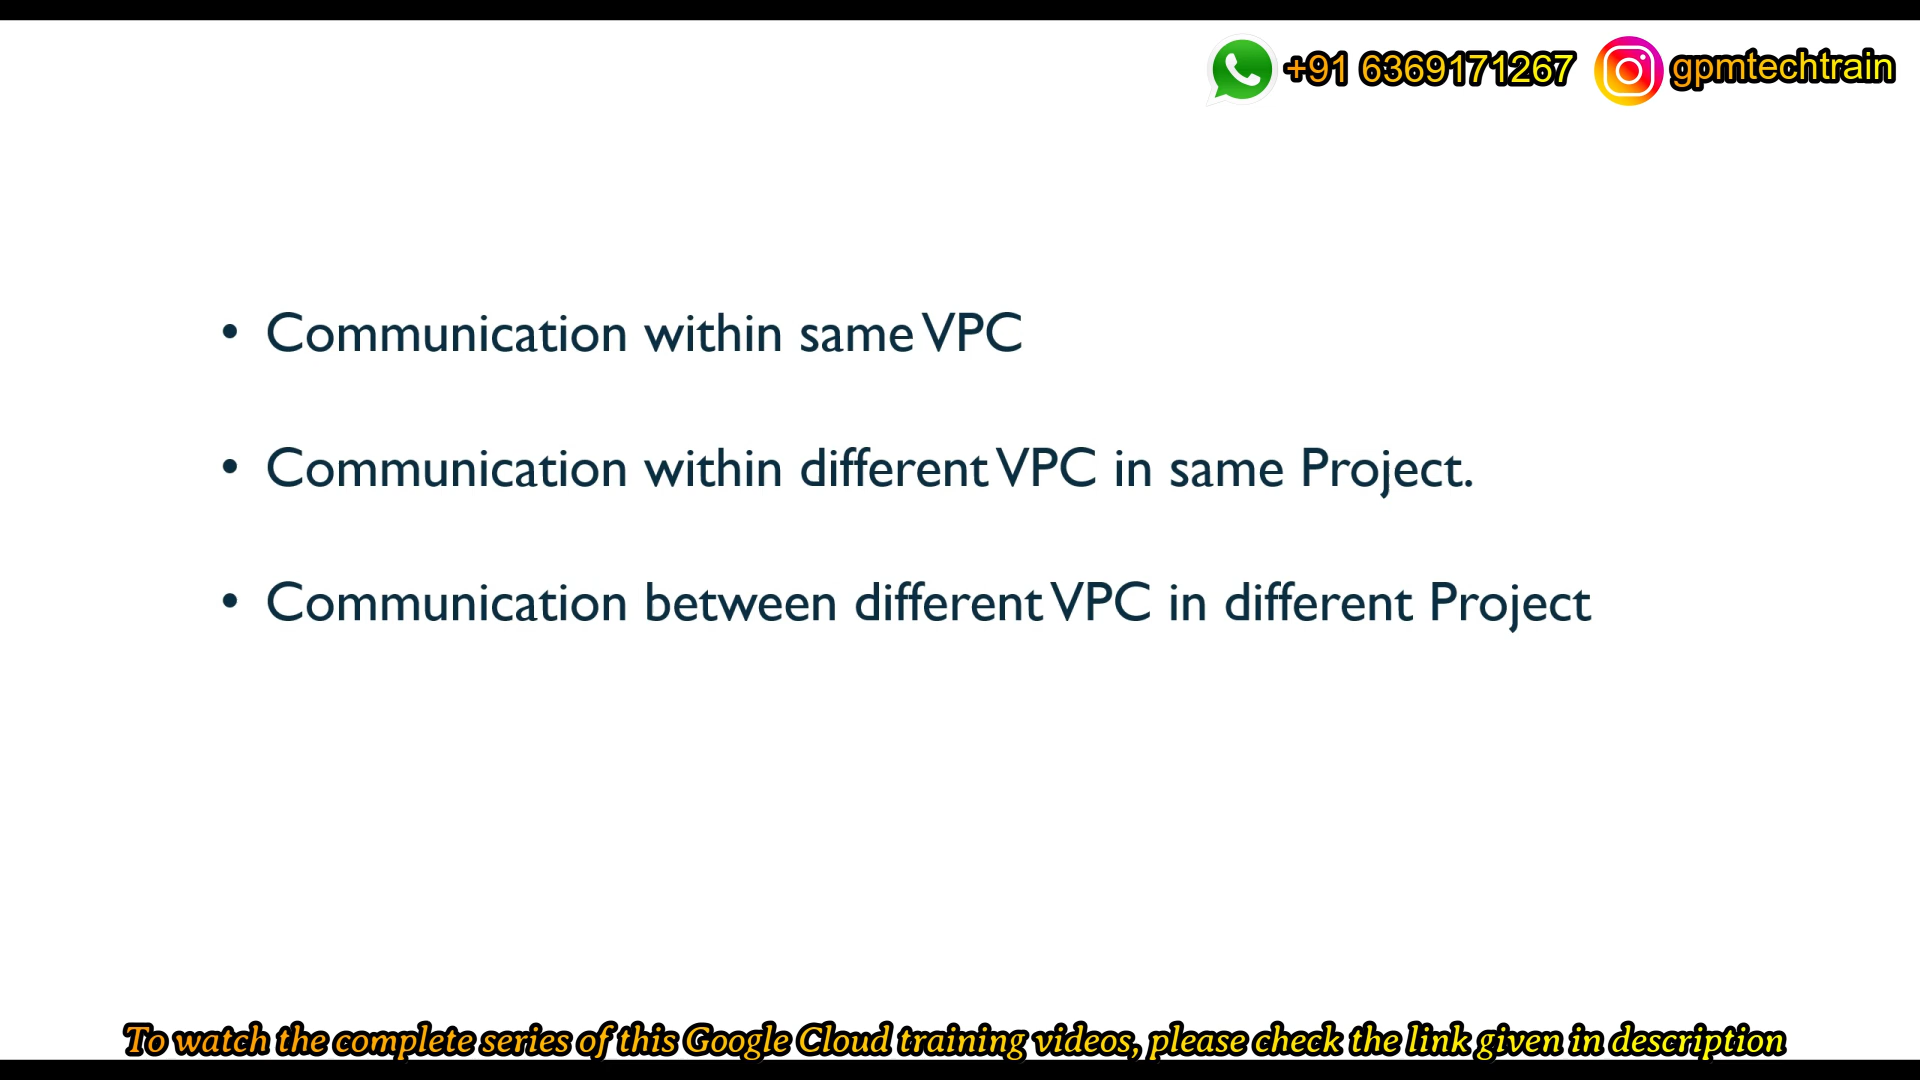 +91 6369171267 gpmtechtrain
• Communication within same VPC
• Communication within different VPC in same Project.
• Communication between different VPC in different Project
To watch the complete series of this Google Cloud training videos, please check the link given in description